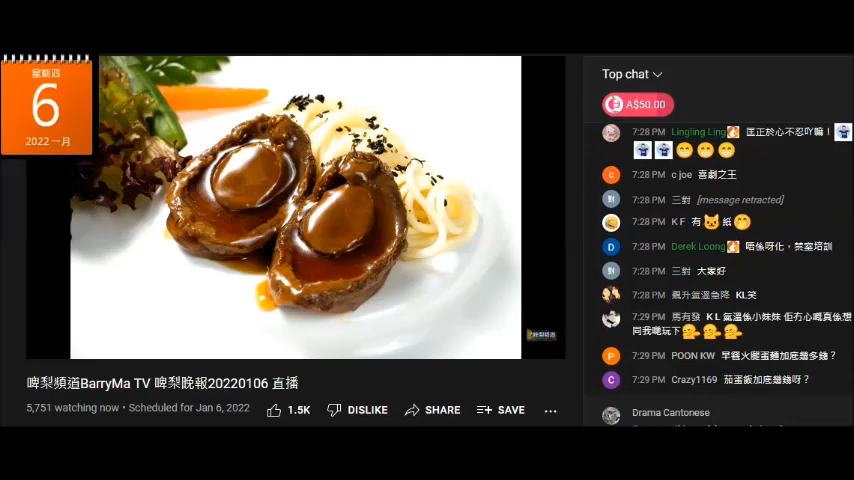 星期四
6
2022 一月
啤梨頻道
Top chat
A$50.00
7:28 PM Lingling Ling 匡正於心不忍吖嘛！
7:28 PM c joe 喜劇之王
7:28 PM 三對 [message retracted]
7:28 PM K F 有 紙
7:28 PM Derek Loong 唔係呀化，禁室培訓
7:28 PM 三對 大家好
7:28 PM 飄升氣溫急降 KL笑
7:29 PM 馬有發 K L 氣溫係小妹妹 佢冇心嘅真係想
同我哋玩下
7:29 PM POON KW 早餐火腿蛋麵加底麵多錢？
7:29 PM Crazy1169 茄蛋飯加底麵錢呀？
Drama Cantonese
啤梨頻道BarryMa TV 啤梨晚報20220106 直播
5,751 watching now • Scheduled for Jan 6, 2022
1.5K DISLIKE SHARE SAVE